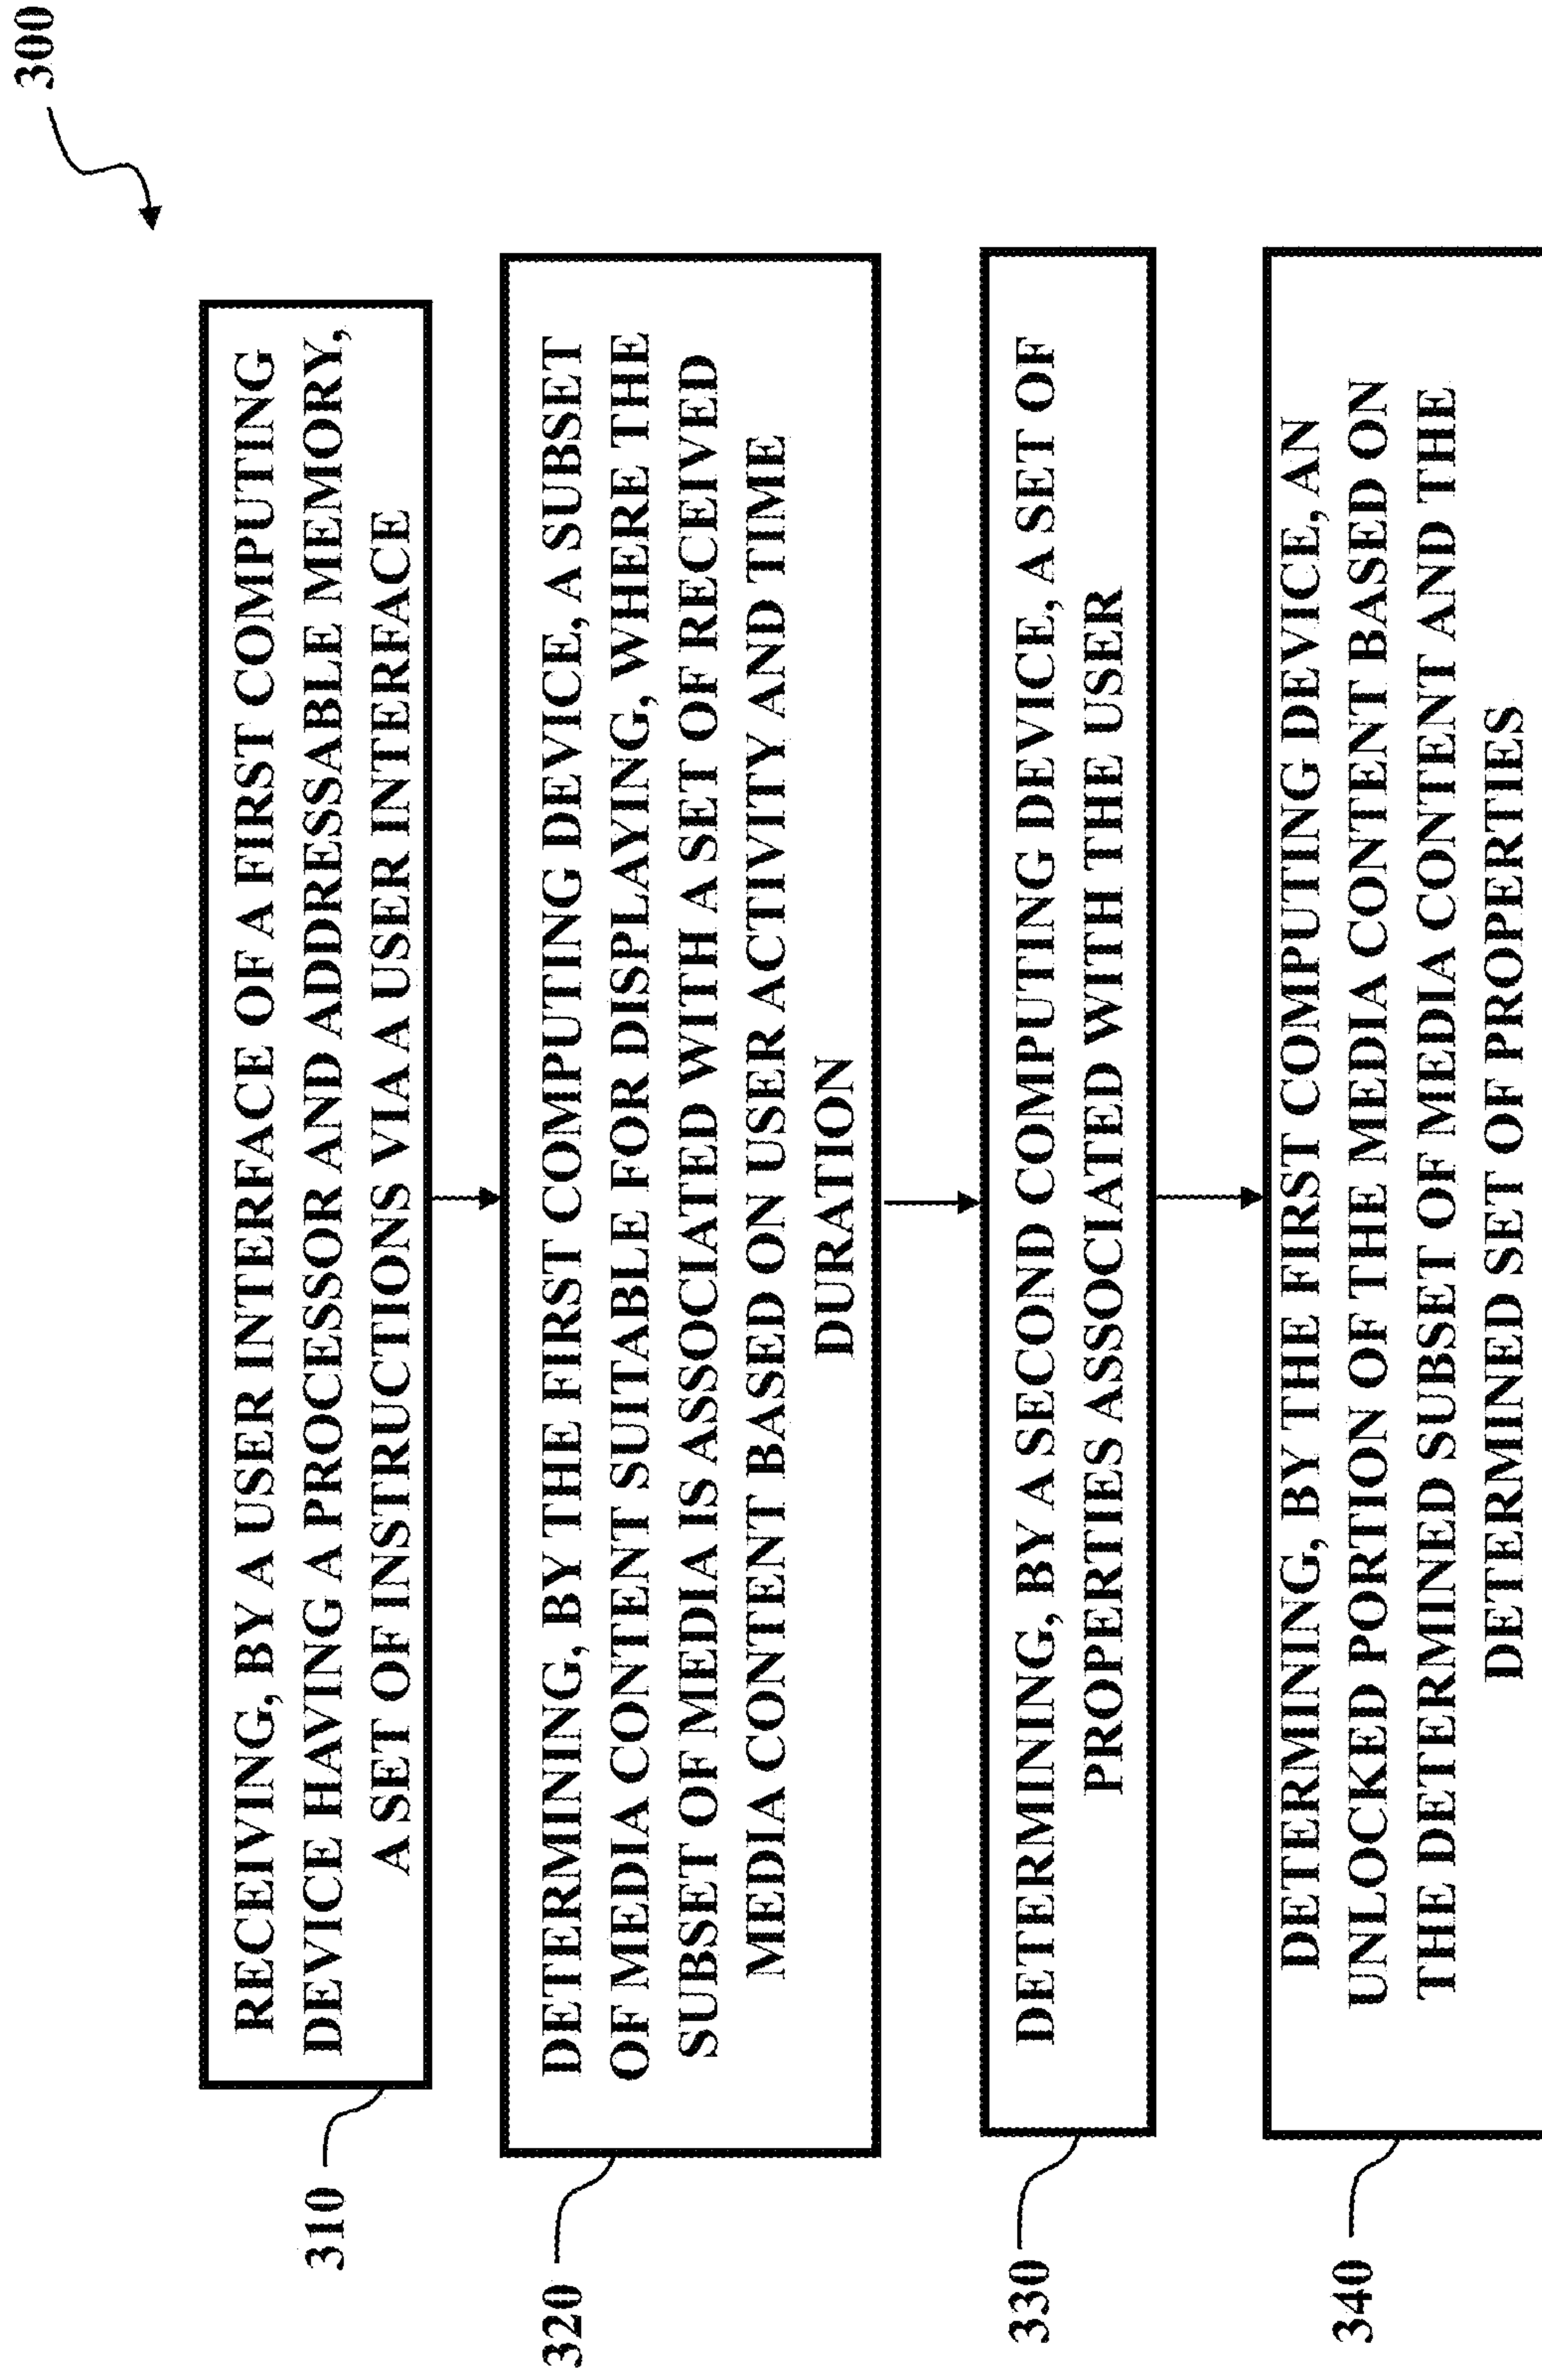 300
310
RECEIVING, BY A USER INTERFACE OF A FIRST COMPUTING
DEVICE HAVING A PROCESSOR AND ADDRESSABLE MEMORY,
A SET OF INSTRUCTIONS VIA A USER INTERFACE
320
DETERMINING, BY THE FIRST COMPUTING DEVICE, A SUBSET
OF MEDIA CONTENT SUITABLE FOR DISPLAYING, WHERE THE
SUBSET OF MEDIA IS ASSOCIATED WITH A SET OF RECEIVED
MEDIA CONTENT BASED ON USER ACTIVITY AND TIME
DURATION
330
DETERMINING, BY A SECOND COMPUTING DEVICE, A SET OF
PROPERTIES ASSOCIATED WITH THE USER
340
DETERMINING, BY THE FIRST COMPUTING DEVICE, AN
UNLOCKED PORTION OF THE MEDIA CONTENT BASED ON
THE DETERMINED SUBSET OF MEDIA CONTENT AND THE
DETERMINED SET OF PROPERTIES